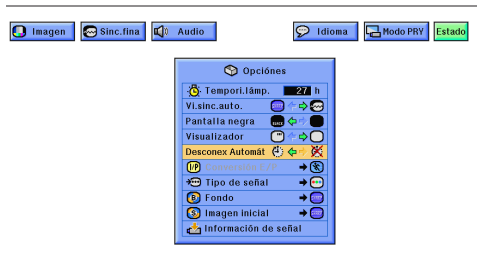 Imagen Sinc.fina Audio Idioma Modo PRY Estado
Opciónes
Tempori.lámp. 27 h
Vi.sinc.auto.
Pantalla negra
Visualizador
Desconex Automát
I/P
Tipo de señal
Fondo
Imagen inicial
Información de señal